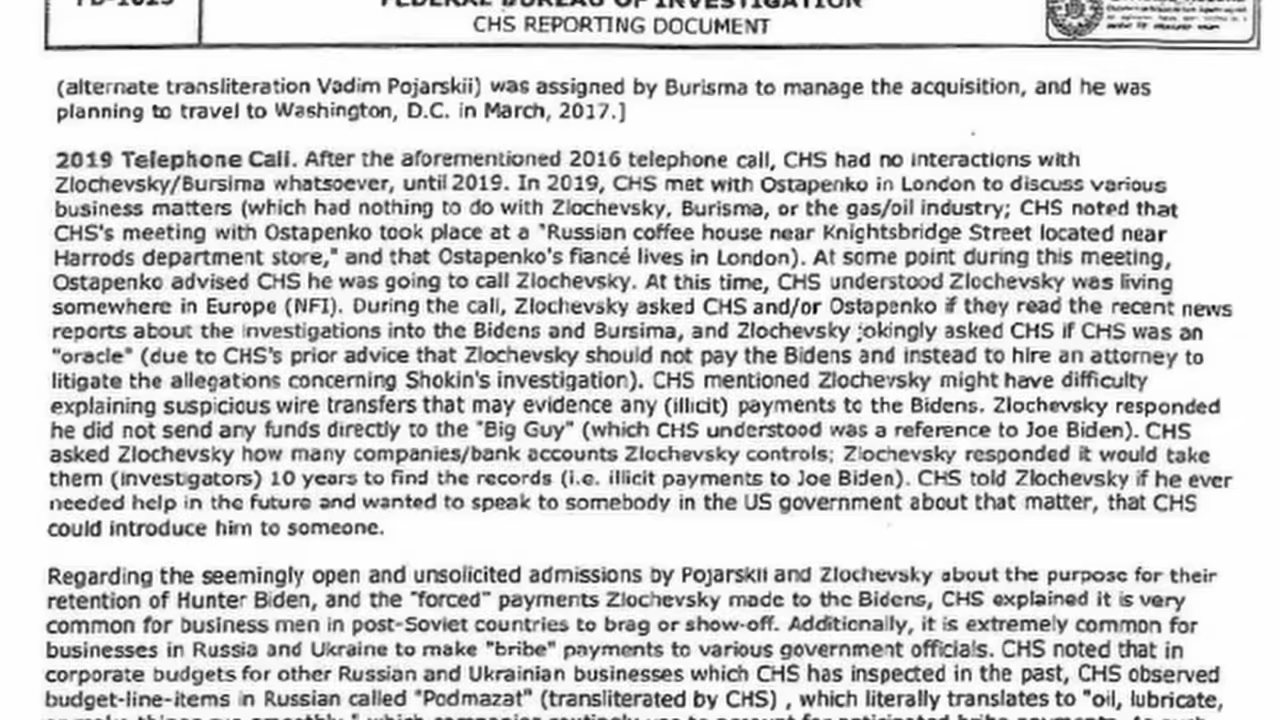 FD-1023
FEDERAL BUREAU OF INVESTIGATION
CHS REPORTING DOCUMENT
(alternate transliteration Vadim Pojarskii) was assigned by Burisma to manage the acquisition, and he was
planning to travel to Washington, D.C. in March, 2017.]
2019 Telephone Call. After the aforementioned 2016 telephone call, CHS had no interactions with
Zlochevsky/Bursima whatsoever, until 2019. In 2019, CHS met with Ostapenko in London to discuss various
business matters (which had nothing to do with Zlochevsky, Burisma, or the gas/oil industry; CHS noted that
CHS's meeting with Ostapenko took place at a "Russian coffee house near Knightsbridge Street located near
Harrods department store," and that Ostapenko's fiancé lives in London). At some point during this meeting,
Ostapenko advised CHS he was going to call Zlochevsky. At this time, CHS understood Zlochevsky was living
somewhere in Europe (NFI). During the call, Zlochevsky asked CHS and/or Ostapenko if they read the recent news
reports about the investigations into the Bidens and Bursima, and Zlochevsky jokingly asked CHS if CHS was an
"oracle" (due to CHS's prior advice that Zlochevsky should not pay the Bidens and instead to hire an attorney to
litigate the allegations concerning Shokin's investigation). CHS mentioned Zlochevsky might have difficulty
explaining suspicious wire transfers that may evidence any (illicit) payments to the Bidens. Zlochevsky responded
he did not send any funds directly to the "Big Guy" (which CHS understood was a reference to Joe Biden). CHS
asked Zlochevsky how many companies/bank accounts Zlochevsky controls; Zlochevsky responded it would take
them (investigators) 10 years to find the records (i.e. illicit payments to Joe Biden). CHS told Zlochevsky if he ever
needed help in the future and wanted to speak to somebody in the US government about that matter, that CHS
could introduce him to someone.
Regarding the seemingly open and unsolicited admissions by Pojarskii and Zlochevsky about the purpose for their
retention of Hunter Biden, and the "forced" payments Zlochevsky made to the Bidens, CHS explained it is very
common for business men in post-Soviet countries to brag or show-off. Additionally, it is extremely common for
businesses in Russia and Ukraine to make "bribe" payments to various government officials. CHS noted that in
corporate budgets for other Russian and Ukrainian businesses which CHS has inspected in the past, CHS observed
budget-line-items in Russian called "Podmazat" (transliterated by CHS) , which literally translates to "oil, lubricate,